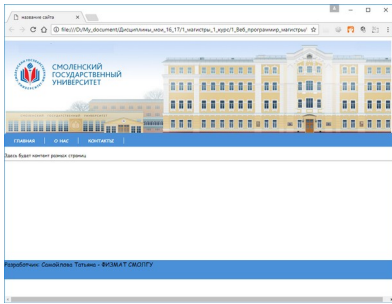 название сайта
file:///D:/My_document/Дисциплины_мои_16_17/1_магистры_1_курс/1_Веб_программир_магистры/
СМОЛЕНСКИЙ
ГОСУДАРСТВЕННЫЙ
УНИВЕРСИТЕТ
ГЛАВНАЯ | О НАС | КОНТАКТЫ |
Здесь будет контент разных страниц
Разработчик: Самойлова Татьяна - ФИЗМАТ СМОЛГУ